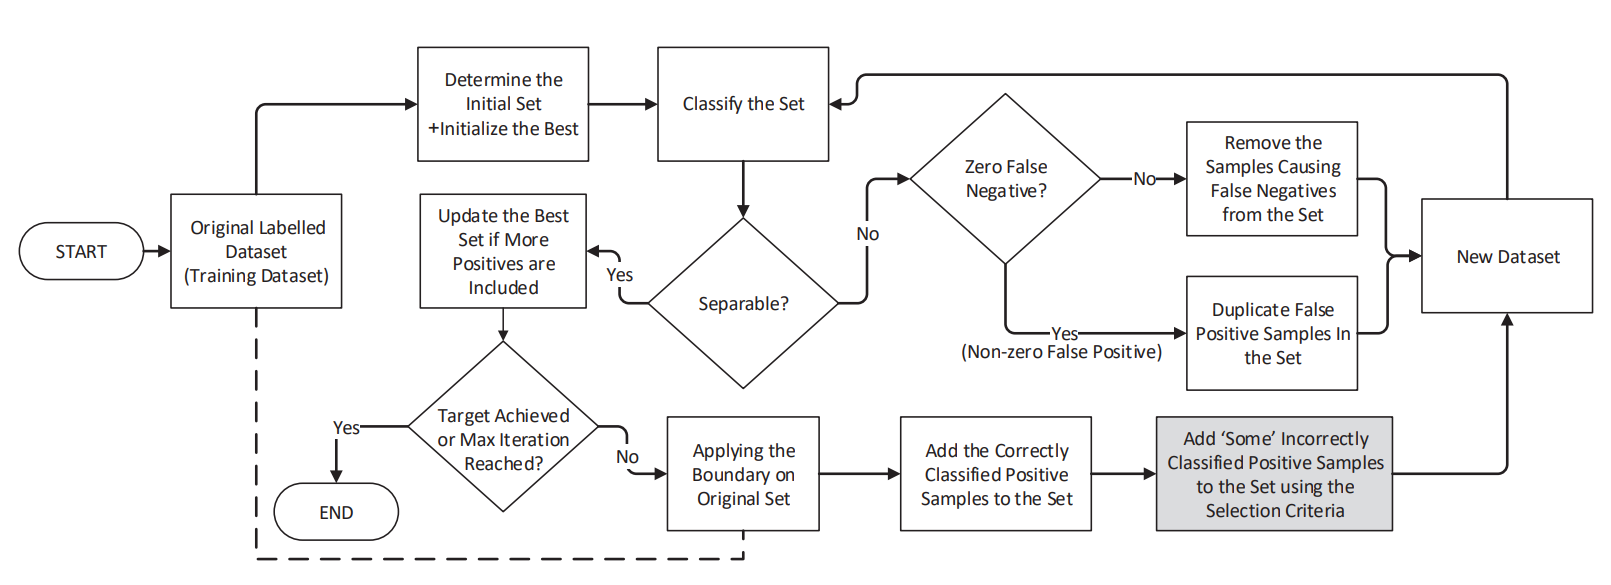 START
Original Labelled
Dataset
(Training Dataset)
Determine the
Initial Set
+Initialize the Best
Classify the Set
Separable?
Yes
No
Update the Best
Set if More
Positives are
Included
Target Achieved
or Max Iteration
Reached?
Yes
END
No
Applying the
Boundary on
Original Set
Add the Correctly
Classified Positive
Samples to the Set
Add ‘Some’ Incorrectly
Classified Positive Samples
to the Set using the
Selection Criteria
Zero False
Negative?
No
Remove the
Samples Causing
False Negatives
from the Set
Yes
(Non-zero False Positive)
Duplicate False
Positive Samples In
the Set
New Dataset